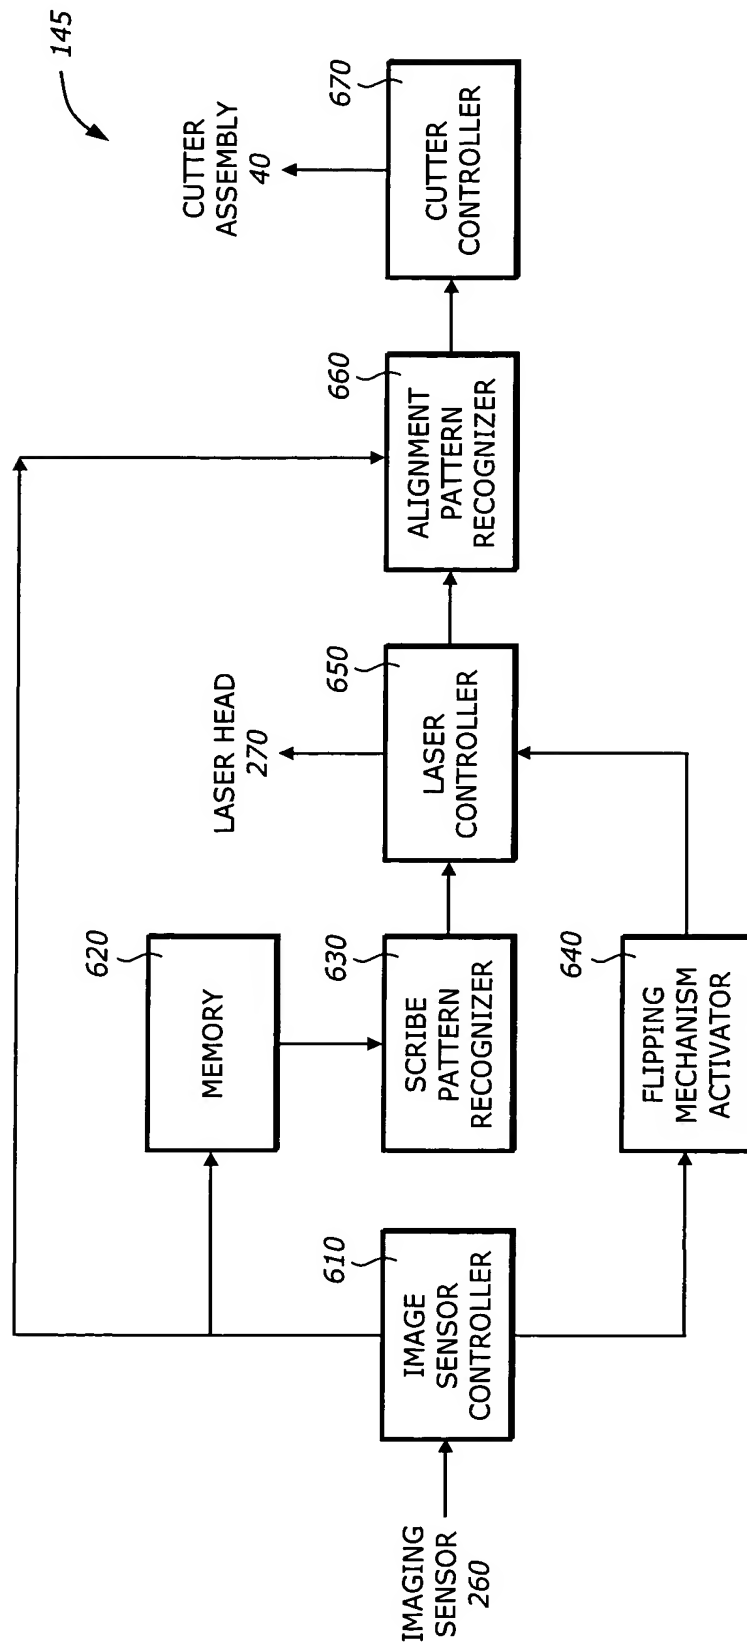 145
CUTTER
ASSEMBLY
40
670
CUTTER
CONTROLLER
660
ALIGNMENT
PATTERN
RECOGNIZER
LASER HEAD
270
650
LASER
CONTROLLER
620
MEMORY
630
SCRIBE
PATTERN
RECOGNIZER
640
FLIPPING
MECHANISM
ACTIVATOR
610
IMAGE
SENSOR
CONTROLLER
IMAGING
SENSOR
260